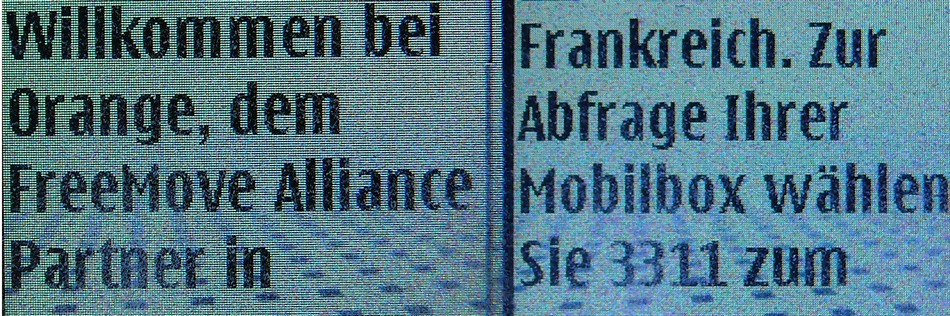 Willkommen bei
Orange, dem
FreeMove Alliance
Partner in
Frankreich. Zur
Abfrage Ihrer
Mobilbox wählen
Sie 3311 zum